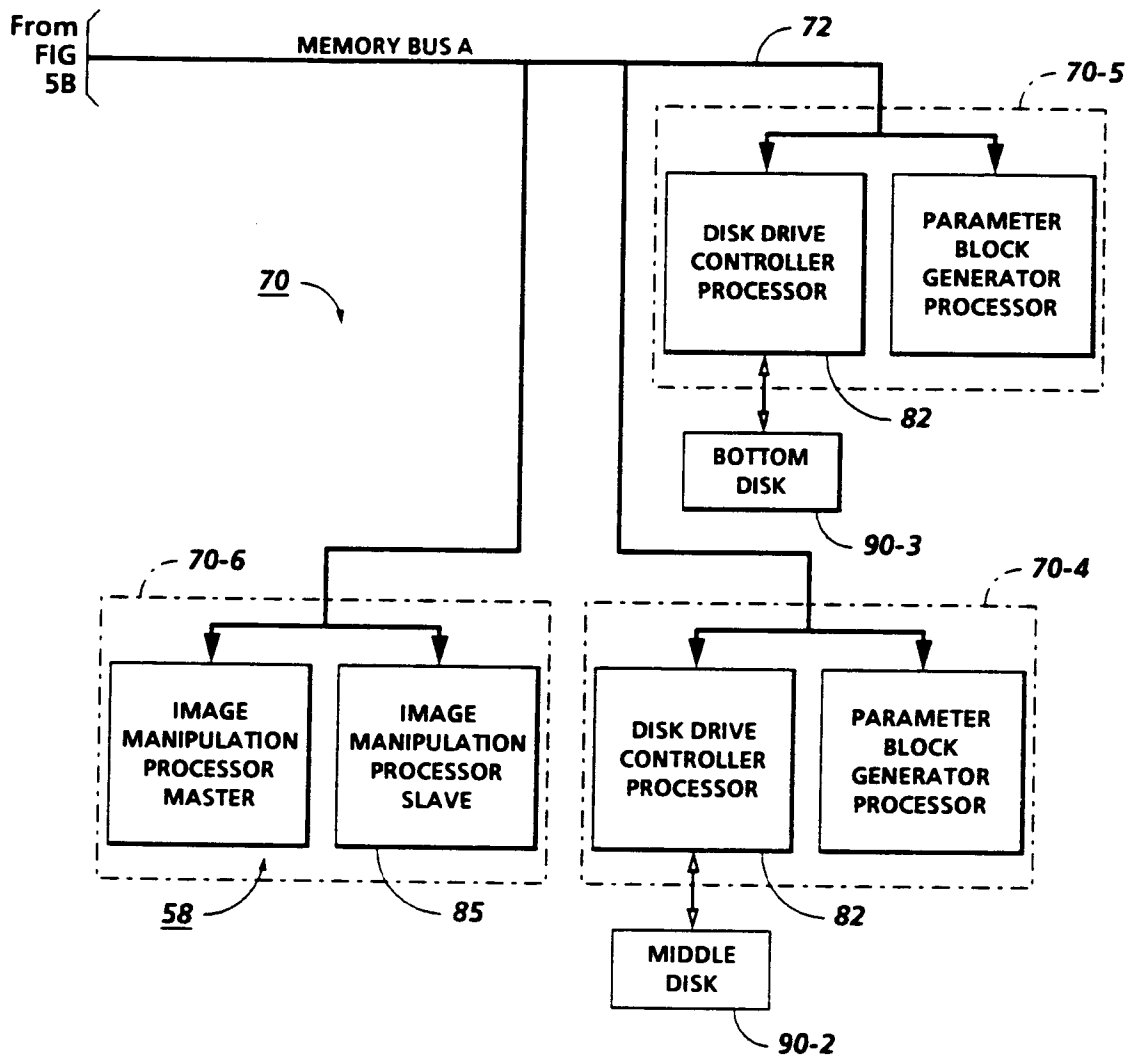 From
FIG
5B
MEMORY BUS A
72
70-5
DISK DRIVE
CONTROLLER
PROCESSOR
PARAMETER
BLOCK
GENERATOR
PROCESSOR
70
82
BOTTOM
DISK
90-3
70-6
70-4
IMAGE
MANIPULATION
PROCESSOR
MASTER
IMAGE
MANIPULATION
PROCESSOR
SLAVE
DISK DRIVE
CONTROLLER
PROCESSOR
PARAMETER
BLOCK
GENERATOR
PROCESSOR
58
85
82
MIDDLE
DISK
90-2